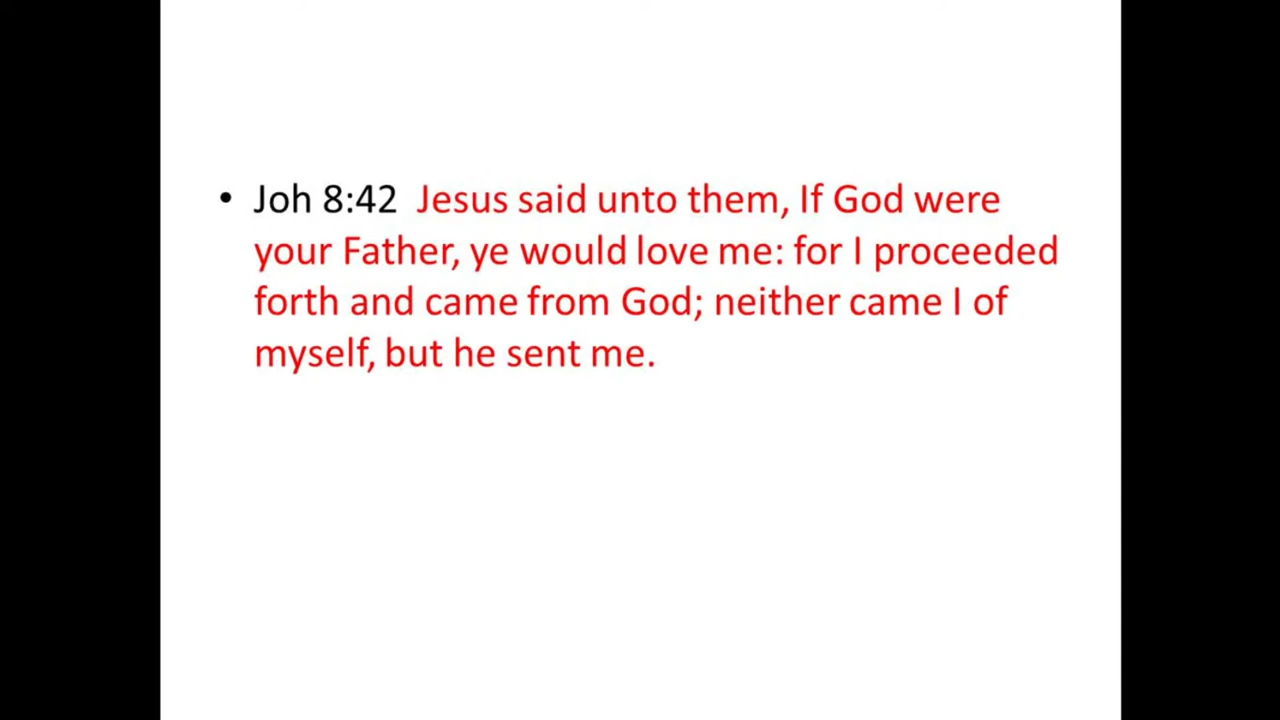 • Joh 8:42  Jesus said unto them, If God were
your Father, ye would love me: for I proceeded
forth and came from God; neither came I of
myself, but he sent me.